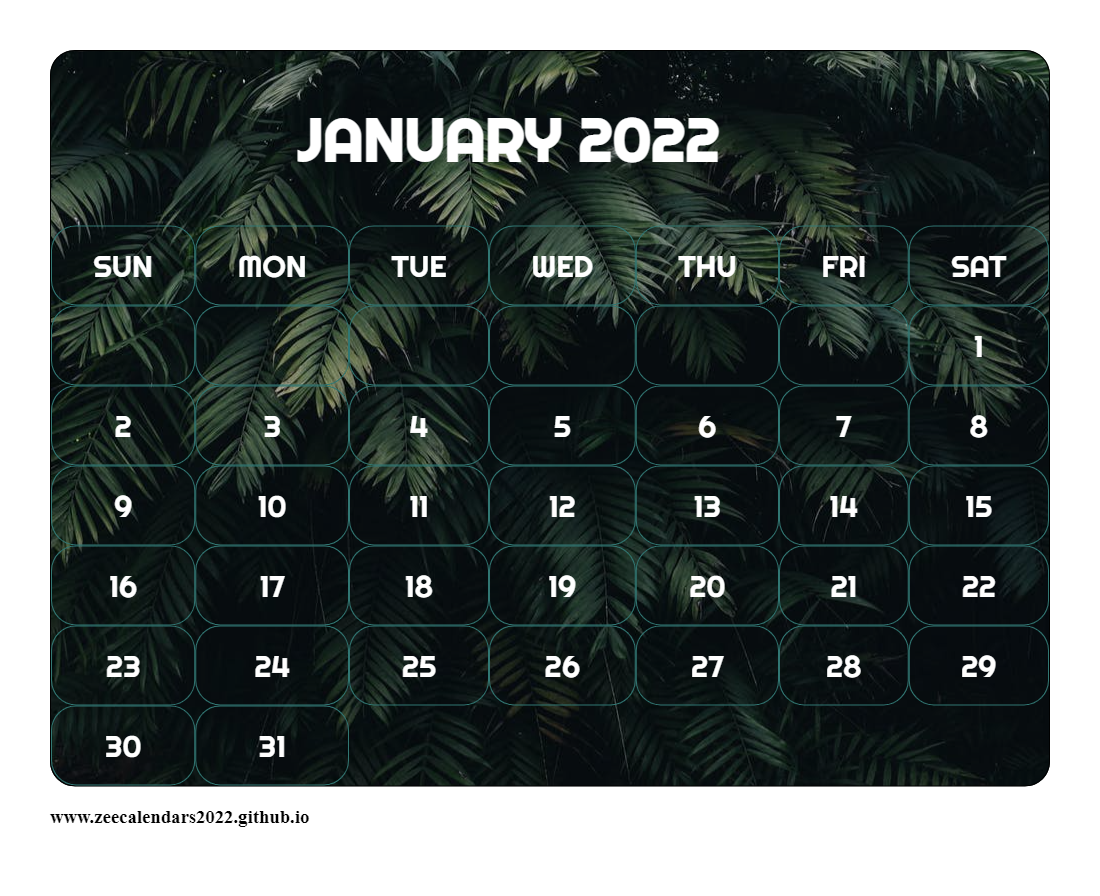 JANUARY 2022
SUN MON TUE WED THU FRI SAT
1
2 3 4 5 6 7 8
9 10 11 12 13 14 15
16 17 18 19 20 21 22
23 24 25 26 27 28 29
30 31
www.zeecalendars2022.github.io